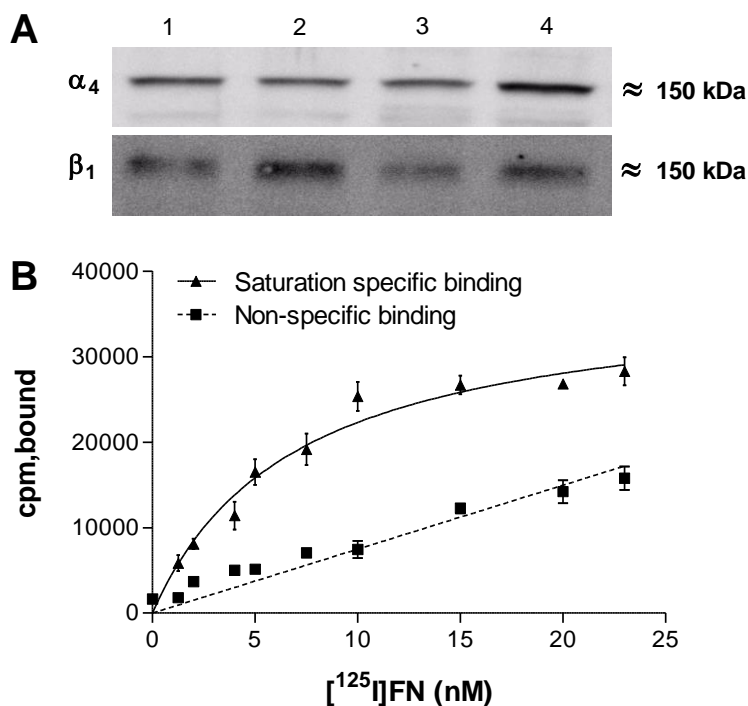 A
1 2 3 4
α4 ≈ 150 kDa
β1 ≈ 150 kDa
B
40000
30000
20000
10000
0
Saturation specific binding
Non-specific binding
cpm,bound
0 5 10 15 20 25
[125I]FN (nM)